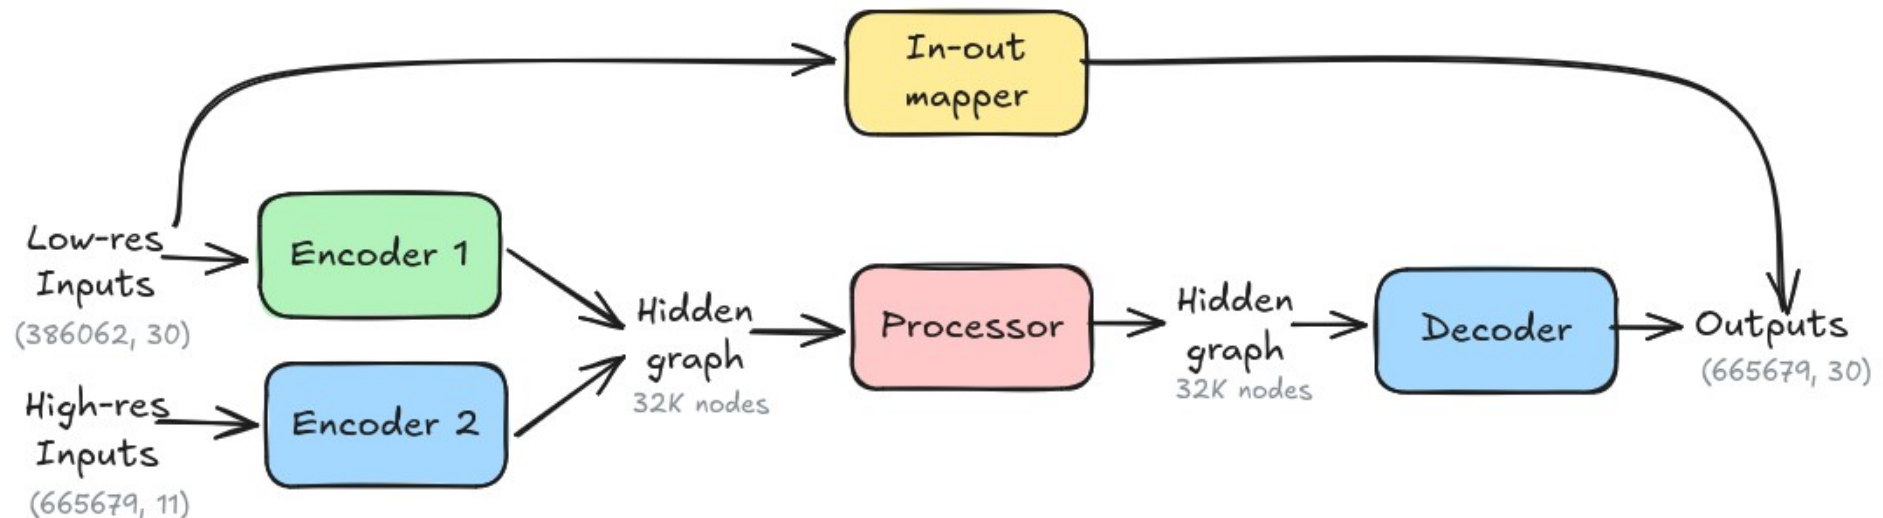 In-out
mapper
Low-res
Inputs
(386062, 30)
Encoder 1
High-res
Inputs
(665679, 11)
Encoder 2
Hidden
graph
32K nodes
Processor
Hidden
graph
32K nodes
Decoder
Outputs
(665679, 30)